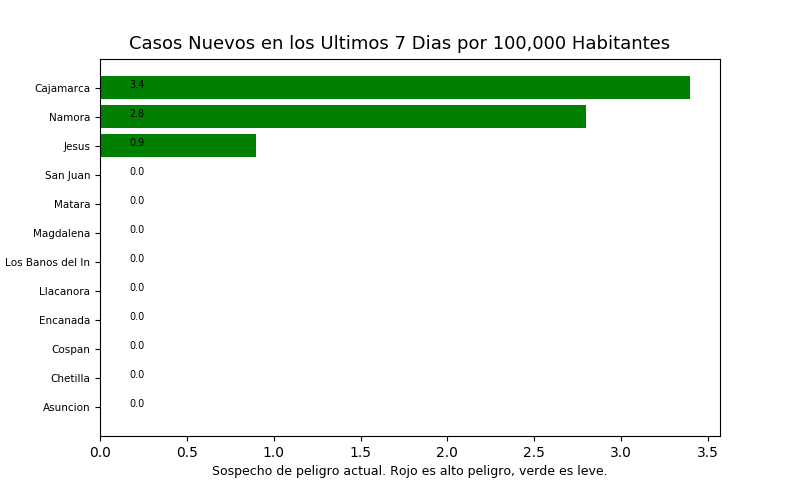 Casos Nuevos en los Ultimos 7 Dias por 100,000 Habitantes
Cajamarca 3.4
Namora 2.8
Jesus 0.9
San Juan 0.0
Matara 0.0
Magdalena 0.0
Los Banos del In 0.0
Llacanora 0.0
Encanada 0.0
Cospan 0.0
Chetilla 0.0
Asuncion 0.0
0.0 0.5 1.0 1.5 2.0 2.5 3.0 3.5
Sospecho de peligro actual. Rojo es alto peligro, verde es leve.